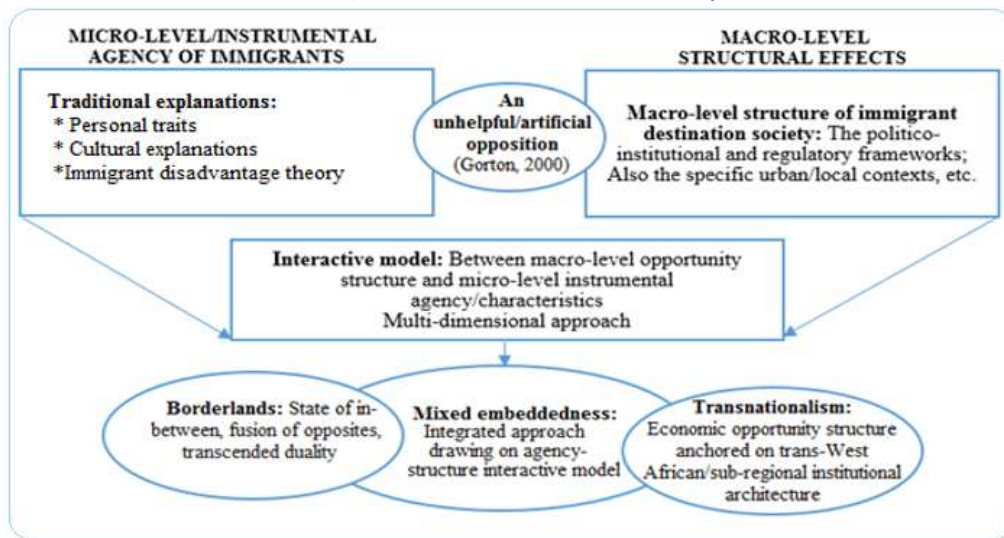 MICRO-LEVEL/INSTRUMENTAL
AGENCY OF IMMIGRANTS
MACRO-LEVEL
STRUCTURAL EFFECTS
Traditional explanations:
* Personal traits
* Cultural explanations
*Immigrant disadvantage theory
An
unhelpful/artificial
opposition
(Gorton, 2000)
Macro-level structure of immigrant
destination society: The politico-
institutional and regulatory frameworks;
Also the specific urban/local contexts, etc.
Interactive model: Between macro-level opportunity
structure and micro-level instrumental
agency/characteristics
Multi-dimensional approach
Borderlands: State of in-
between, fusion of opposites,
transcended duality
Mixed embeddedness:
Integrated approach
drawing on agency-
structure interactive model
Transnationalism:
Economic opportunity structure
anchored on trans-West
African/sub-regional institutional
architecture